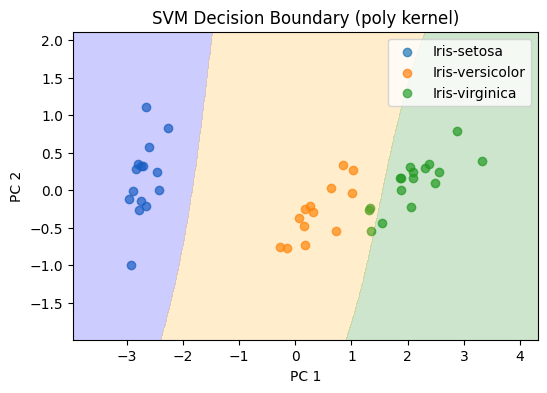 SVM Decision Boundary (poly kernel)
Iris-setosa
Iris-versicolor
Iris-virginica
PC 2
2.0
1.5
1.0
0.5
0.0
−0.5
−1.0
−1.5
−3
−2
−1
0
1
2
3
4
PC 1